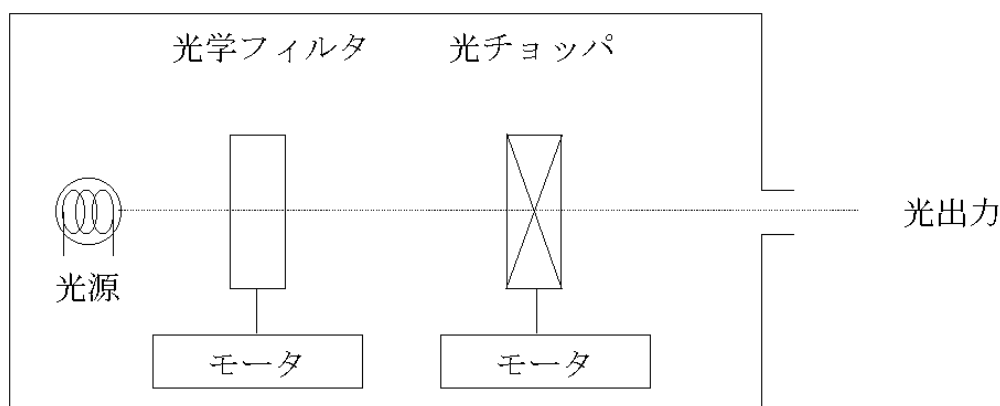 光学フィルタ
光チョッパ
光出力
光源
モータ
モータ